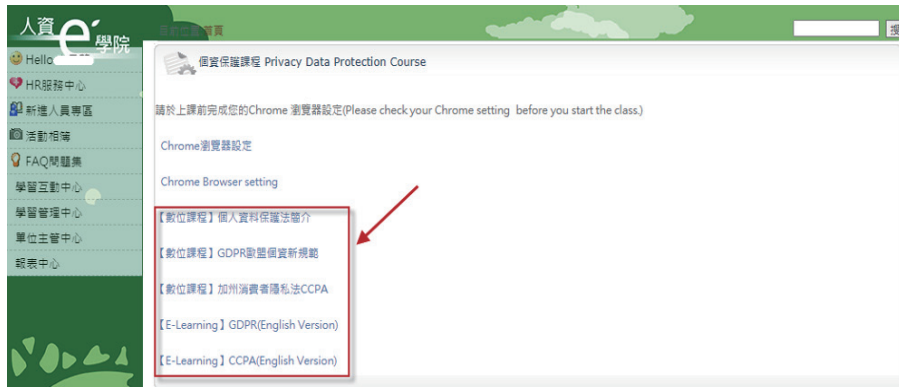 人資e學院
首頁
搜
Hello
HR服務中心
新進人員專區
活動相簿
FAQ問題集
學習互動中心
學習管理中心
單位主管中心
報表中心
個資保護課程 Privacy Data Protection Course
請於上課前完成您的Chrome 瀏覽器設定(Please check your Chrome setting before you start the class.)
Chrome瀏覽器設定
Chrome Browser setting
【數位課程】個人資料保護法簡介
【數位課程】GDPR歐盟個資新規範
【數位課程】加州消費者隱私法CCPA
【E-Learning】GDPR(English Version)
【E-Learning】CCPA(English Version)